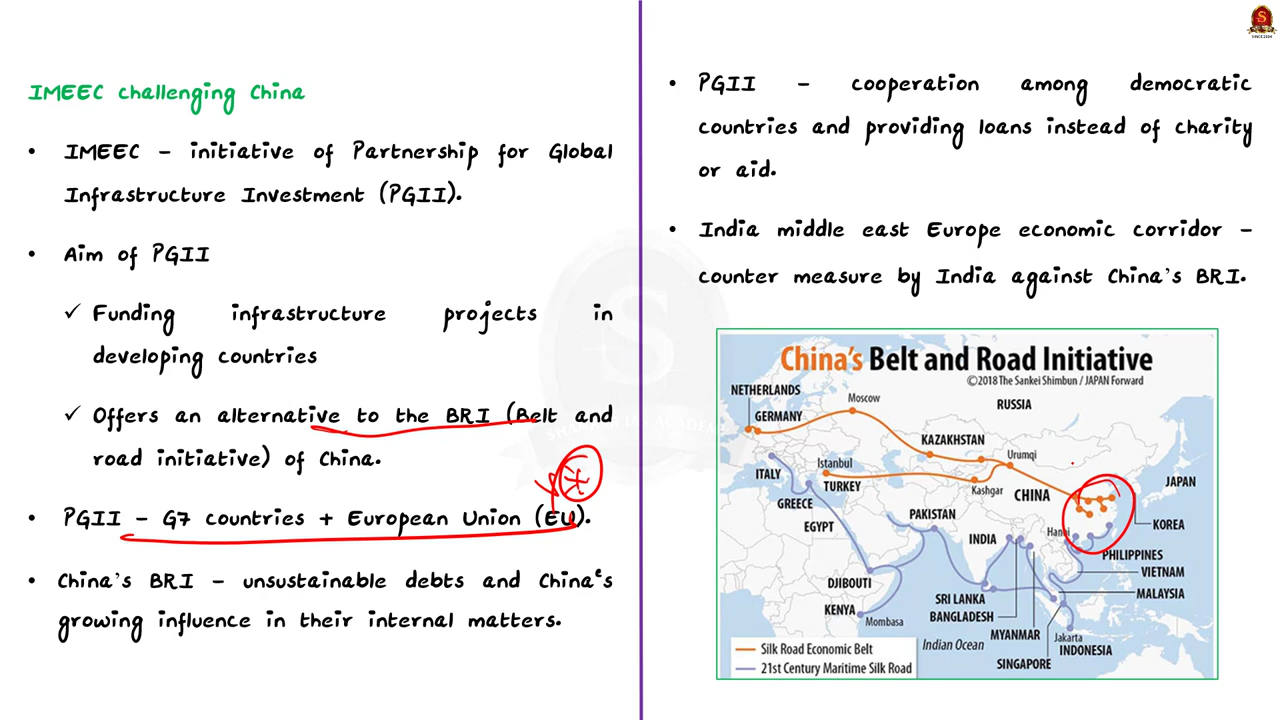 IMEEC challenging China
• IMEEC – initiative of Partnership for Global
Infrastructure Investment (PGII).
• Aim of PGII
✓ Funding infrastructure projects in
developing countries
✓ Offers an alternative to the BRI (Belt and
road initiative) of China.
• PGII – G7 countries + European Union (EU).
• China's BRI – unsustainable debts and China's
growing influence in their internal matters.
• PGII – cooperation among democratic
countries and providing loans instead of charity
or aid.
• India middle east Europe economic corridor –
counter measure by India against China's BRI.
China's Belt and Road Initiative
©2018 The Sankei Shimbun / JAPAN Forward
NETHERLANDS
GERMANY
Moscow
RUSSIA
KAZAKHSTAN
Urumqi
ITALY
Istanbul
TURKEY
Kashgar
CHINA
JAPAN
GREECE
EGYPT
PAKISTAN
INDIA
Hanoi
KOREA
PHILIPPINES
VIETNAM
DJIBOUTI
MALAYSIA
KENYA
Mombasa
SRI LANKA
BANGLADESH
MYANMAR
Jakarta
INDONESIA
Indian Ocean
SINGAPORE
Silk Road Economic Belt
21st Century Maritime Silk Road
S
SINCE 2004